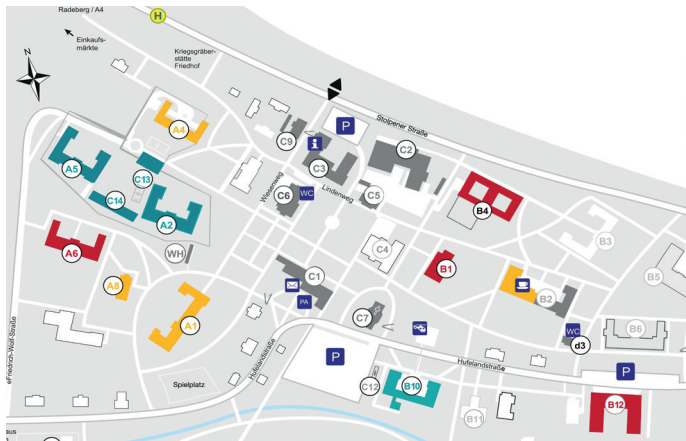 Radeberg / A4
H
Einkaufs-
märkte
Kriegsgräber-
stätte
Friedhof
N
A4
C9
P
Stolpener Straße
i
C2
C3
A5
C13
Wiesenweg
Lindenweg
C6
WC
C5
C14
A2
B4
B3
A6
WH
C4
B1
C1
B5
A8
B2
PA
A1
C7
B6
WC
d3
eFriedrich-Wolf-Straße
Hufelandstraße
P
Hufelandstraße
P
Spielplatz
C12
B10
B12
B11
aus